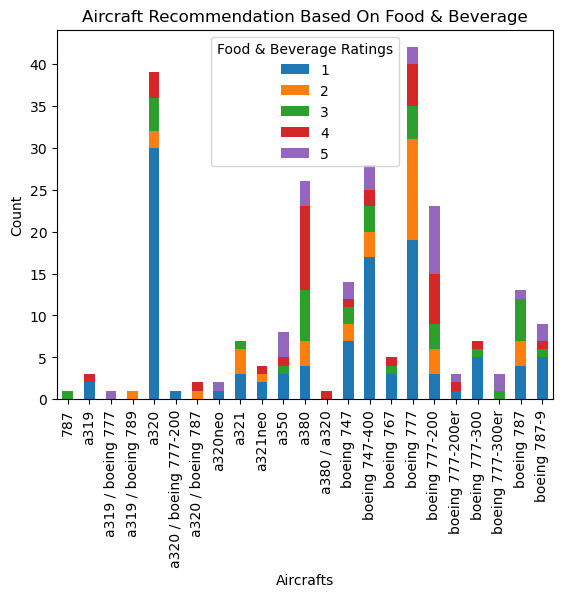 Aircraft Recommendation Based On Food & Beverage
Food & Beverage Ratings
1
2
3
4
5
Count
40
35
30
25
20
15
10
5
0
787
a319
a319 / boeing 777
a319 / boeing 789
a320
a320 / boeing 777-200
a320 / boeing 787
a320neo
a321
a321neo
a350
a380
a380 / a320
boeing 747
boeing 747-400
boeing 767
boeing 777
boeing 777-200
boeing 777-200er
boeing 777-300
boeing 777-300er
boeing 787
boeing 787-9
Aircrafts